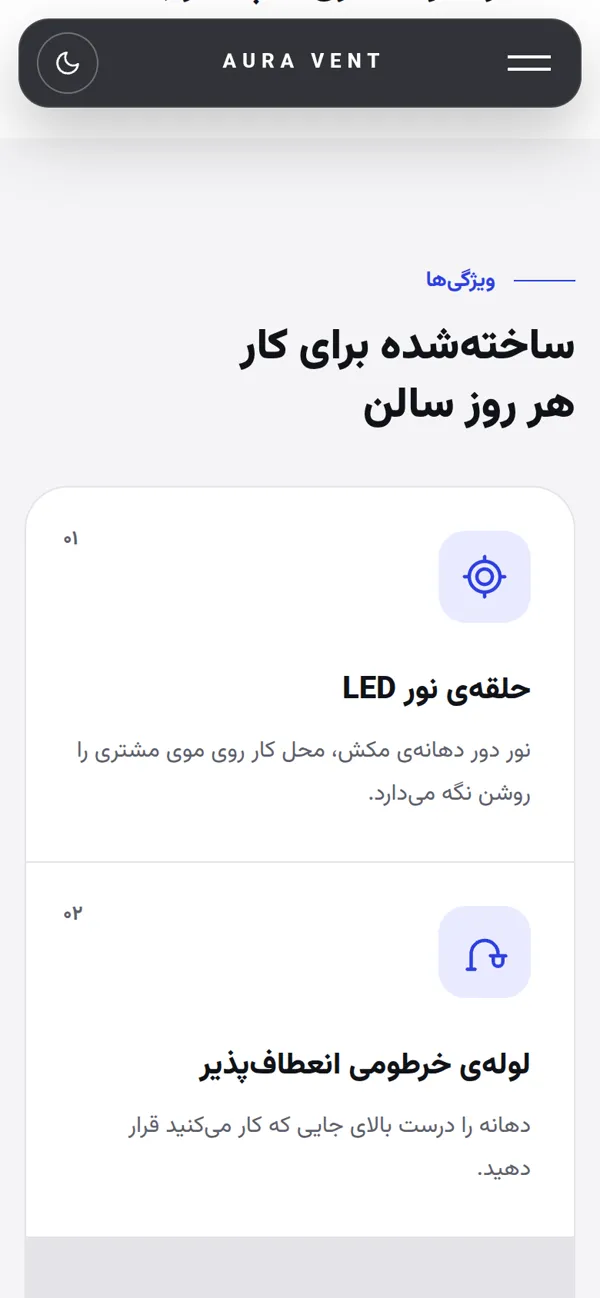 AURA VENT
ویژگی‌ها
ساخته‌شده برای کار
هر روز سالن
۰۱
حلقه‌ی نور LED
نور دور دهانه‌ی مکش، محل کار روی موی مشتری را
روشن نگه می‌دارد.
۰۲
لوله‌ی خرطومی انعطاف‌پذیر
دهانه را درست بالای جایی که کار می‌کنید قرار
دهید.